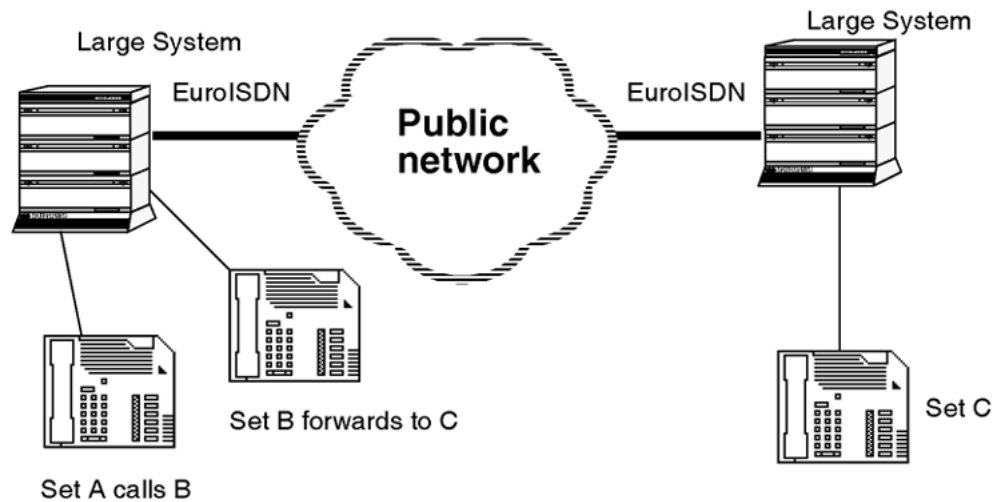 Large System
Large System
EuroISDN
EuroISDN
Public
network
Set B forwards to C
Set C
Set A calls B